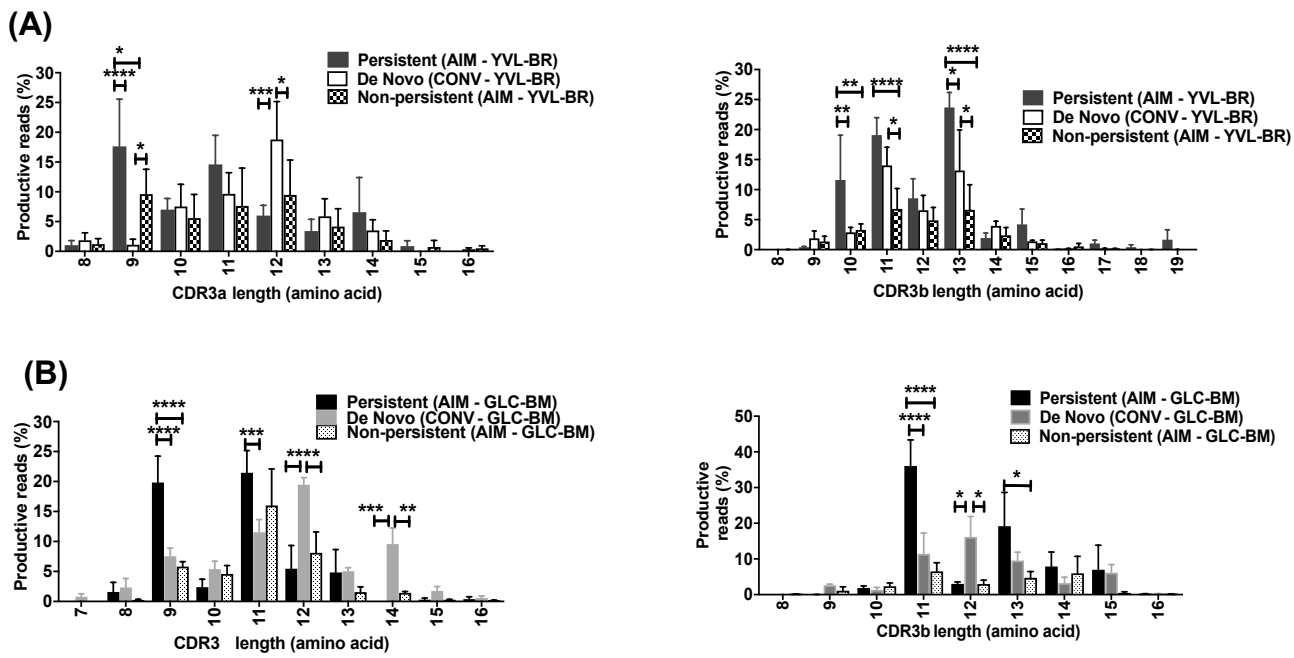 (A)
Persistent (AIM - YVL-BR)
De Novo (CONV - YVL-BR)
Non-persistent (AIM - YVL-BR)
* **** * *** *
Productive reads (%)
30
25
20
15
10
5
0
8 9 10 11 12 13 14 15 16
CDR3a length (amino acid)
Persistent (AIM - YVL-BR)
De Novo (CONV - YVL-BR)
Non-persistent (AIM - YVL-BR)
** ** **** * **** * *
Productive reads (%)
30
25
20
15
10
5
0
8 9 10 11 12 13 14 15 16 17 18 19
CDR3b length (amino acid)
(B)
Persistent (AIM - GLC-BM)
De Novo (CONV - GLC-BM)
Non-persistent (AIM - GLC-BM)
**** **** *** **** *** **
Productive reads (%)
30
25
20
15
10
5
0
7 8 9 10 11 12 13 14 15 16
CDR3 length (amino acid)
Persistent (AIM - GLC-BM)
De Novo (CONV - GLC-BM)
Non-persistent (AIM - GLC-BM)
**** **** * * *
Productive
reads (%)
50
40
30
20
10
0
8 9 10 11 12 13 14 15 16
CDR3b length (amino acid)